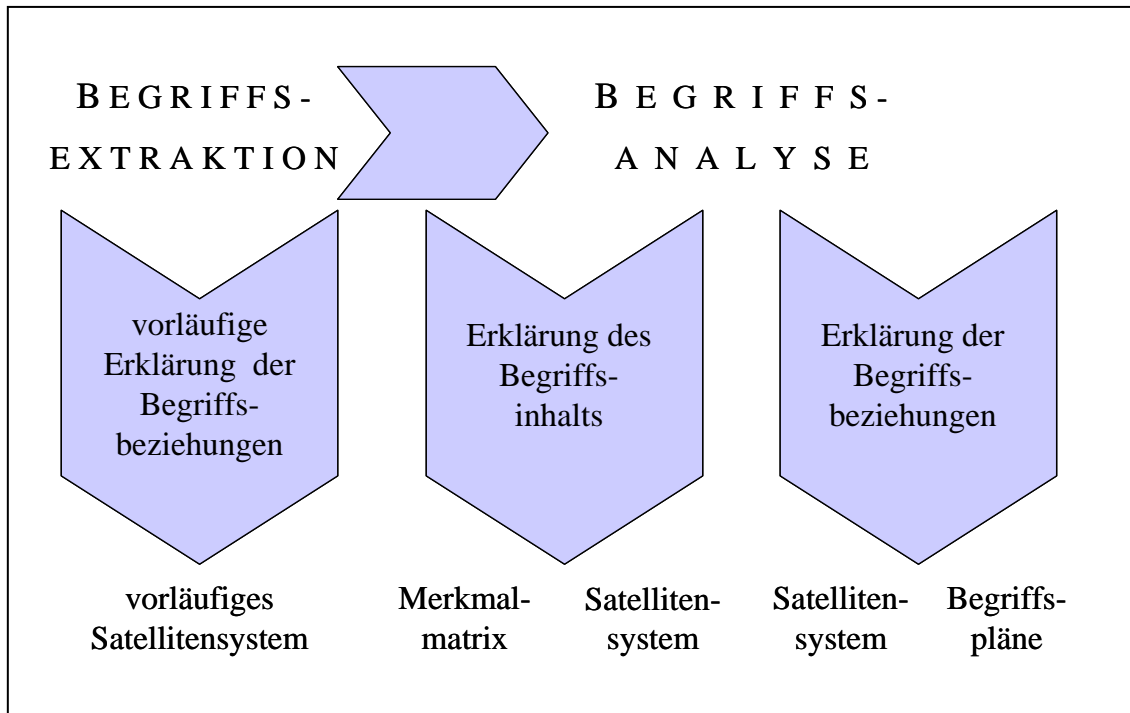 BEGRIFFS-
EXTRAKTION
BEGRIFFS-
ANALYSE
vorläufige
Erklärung der
Begriffs-
beziehungen
Erklärung des
Begriffs-
inhalts
Erklärung der
Begriffs-
beziehungen
vorläufiges
Satellitensystem
Merkmal-
matrix
Satelliten-
system
Satelliten-
system
Begriffs-
pläne